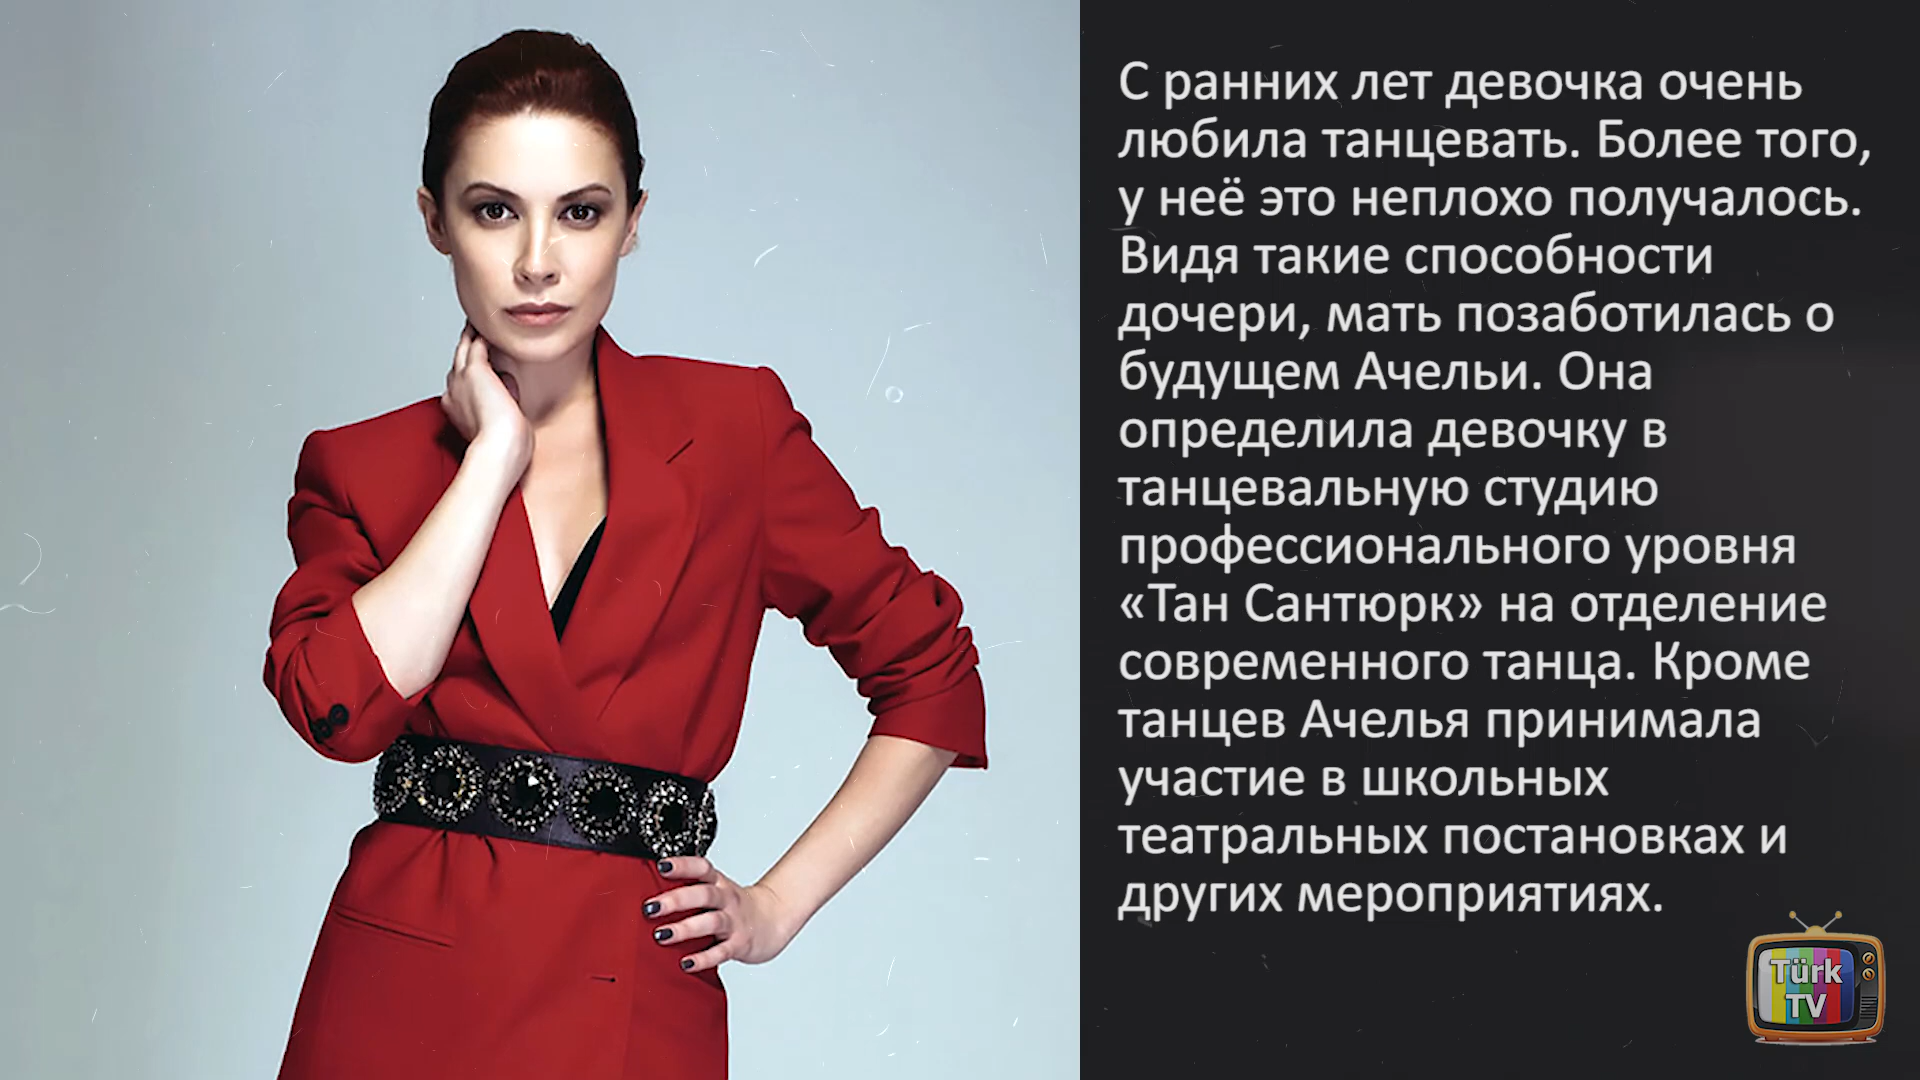 С ранних лет девочка очень
любила танцевать. Более того,
у неё это неплохо получалось.
Видя такие способности
дочери, мать позаботилась о
будущем Ачельи. Она
определила девочку в
танцевальную студию
профессионального уровня
«Тан Сантюрк» на отделение
современного танца. Кроме
танцев Ачелья принимала
участие в школьных
театральных постановках и
других мероприятиях.
Türk
TV